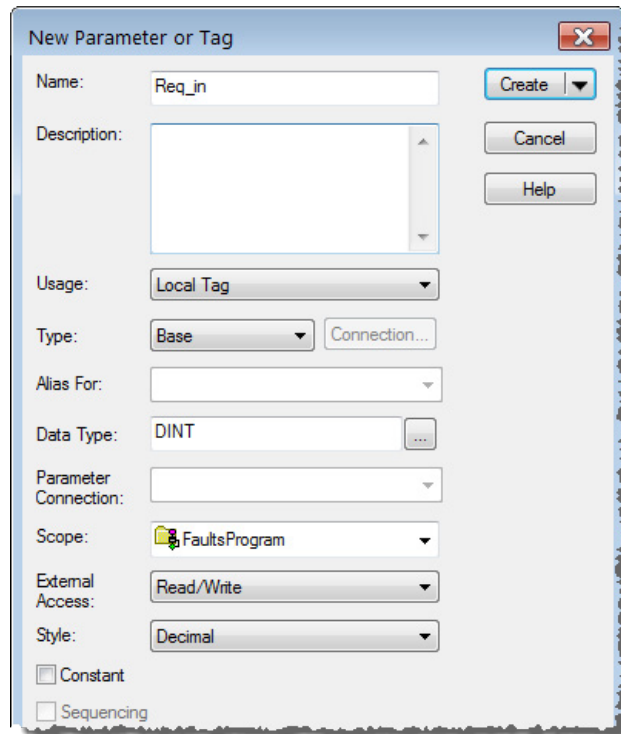 New Parameter or Tag
Name:
Req_in
Create
Description:
Cancel
Help
Usage:
Local Tag
Type:
Base
Connection...
Alias For:
Data Type:
DINT
...
Parameter
Connection:
Scope:
FaultsProgram
External
Access:
Read/Write
Style:
Decimal
Constant
Sequencing